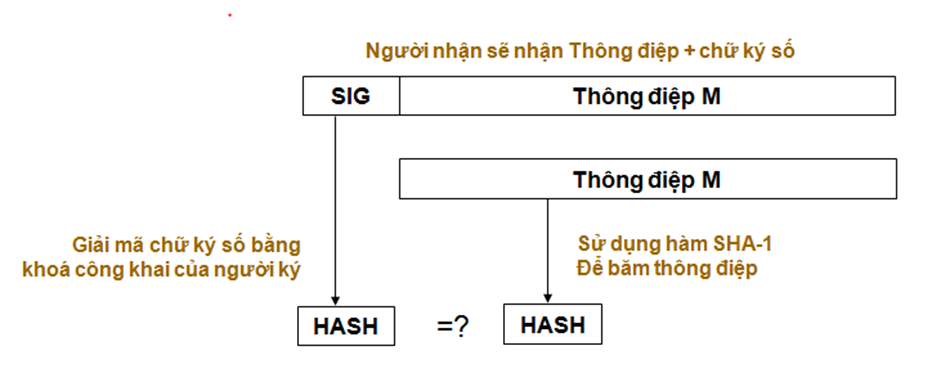 Người nhận sẽ nhận Thông điệp + chữ ký số
SIG
Thông điệp M
Thông điệp M
Giải mã chữ ký số bằng
khoá công khai của người ký
Sử dụng hàm SHA-1
Để băm thông điệp
HASH
=?
HASH